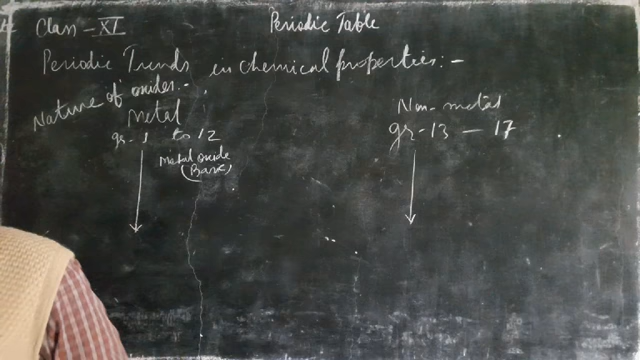 Class - XI
Periodic Table
Periodic Trends in chemical properties:-
Nature of oxides:-
metal
gr-1 to 12
Metal oxide
(Basic)
Non-metal
gr-13 - 17